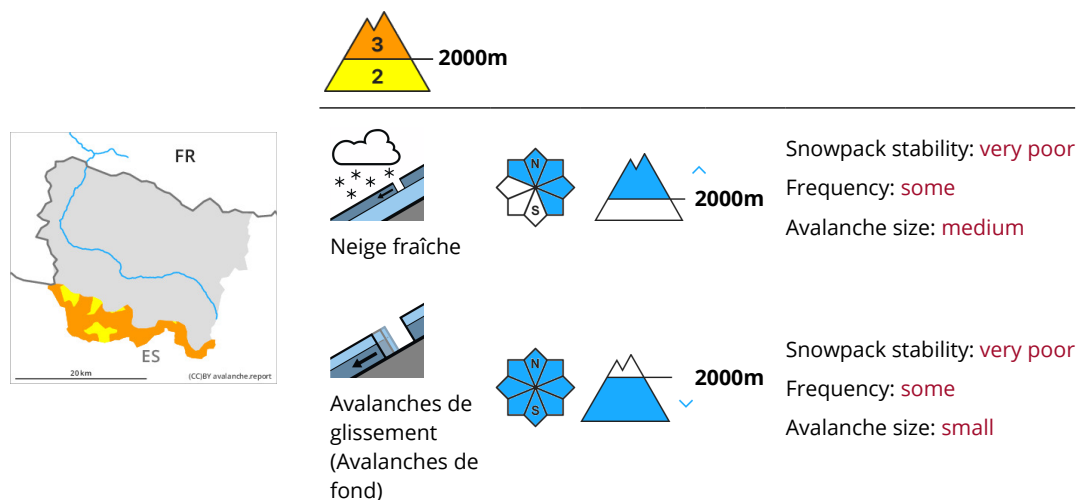 3
2
2000m
FR
ES
20 km
(CC)BY avalanche.report
N
S
2000m
Neige fraîche
Snowpack stability: very poor
Frequency: some
Avalanche size: medium
N
S
2000m
Avalanches de
glissement
(Avalanches de
fond)
Snowpack stability: very poor
Frequency: some
Avalanche size: small